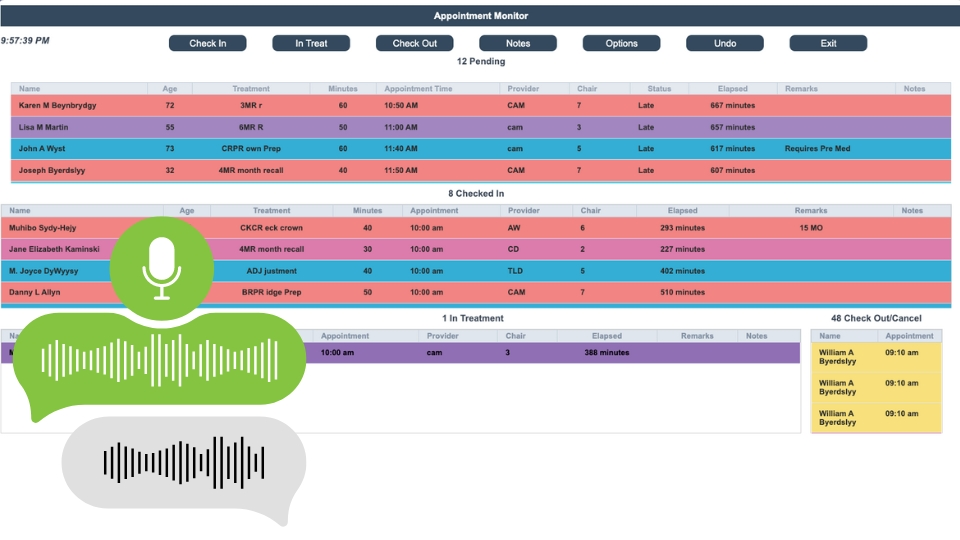 Appointment Monitor
9:57:39 PM
Check In In Treat Check Out Notes Options Undo Exit
12 Pending
Name Age Treatment Minutes Appointment Time Provider Chair Status Elapsed Remarks Notes
Karen M Beynbrydgy 72 3MR r 60 10:50 AM CAM 7 Late 667 minutes
Lisa M Martin 55 6MR R 50 11:00 AM cam 3 Late 657 minutes
John A Wyst 73 CRPR own Prep 60 11:40 AM cam 5 Late 617 minutes Requires Pre Med
Joseph Byerdslyy 32 4MR month recall 40 11:50 AM CAM 7 Late 607 minutes
8 Checked In
Name Age Treatment Minutes Appointment Provider Chair Elapsed Remarks Notes
Muhibo Sydy-Hejy CKCR eck crown 40 10:00 am AW 6 293 minutes 15 MO
Jane Elizabeth Kaminski 4MR month recall 30 10:00 am CD 2 227 minutes
M. Joyce DyWyysy ADJ justment 40 10:00 am TLD 5 402 minutes
Danny L Allyn BRPR idge Prep 50 10:00 am CAM 7 510 minutes
1 In Treatment
Appointment Provider Chair Elapsed Remarks Notes
10:00 am cam 3 388 minutes
48 Check Out/Cancel
Name Appointment
William A 09:10 am
Byerdslyy
William A 09:10 am
Byerdslyy
William A 09:10 am
Byerdslyy